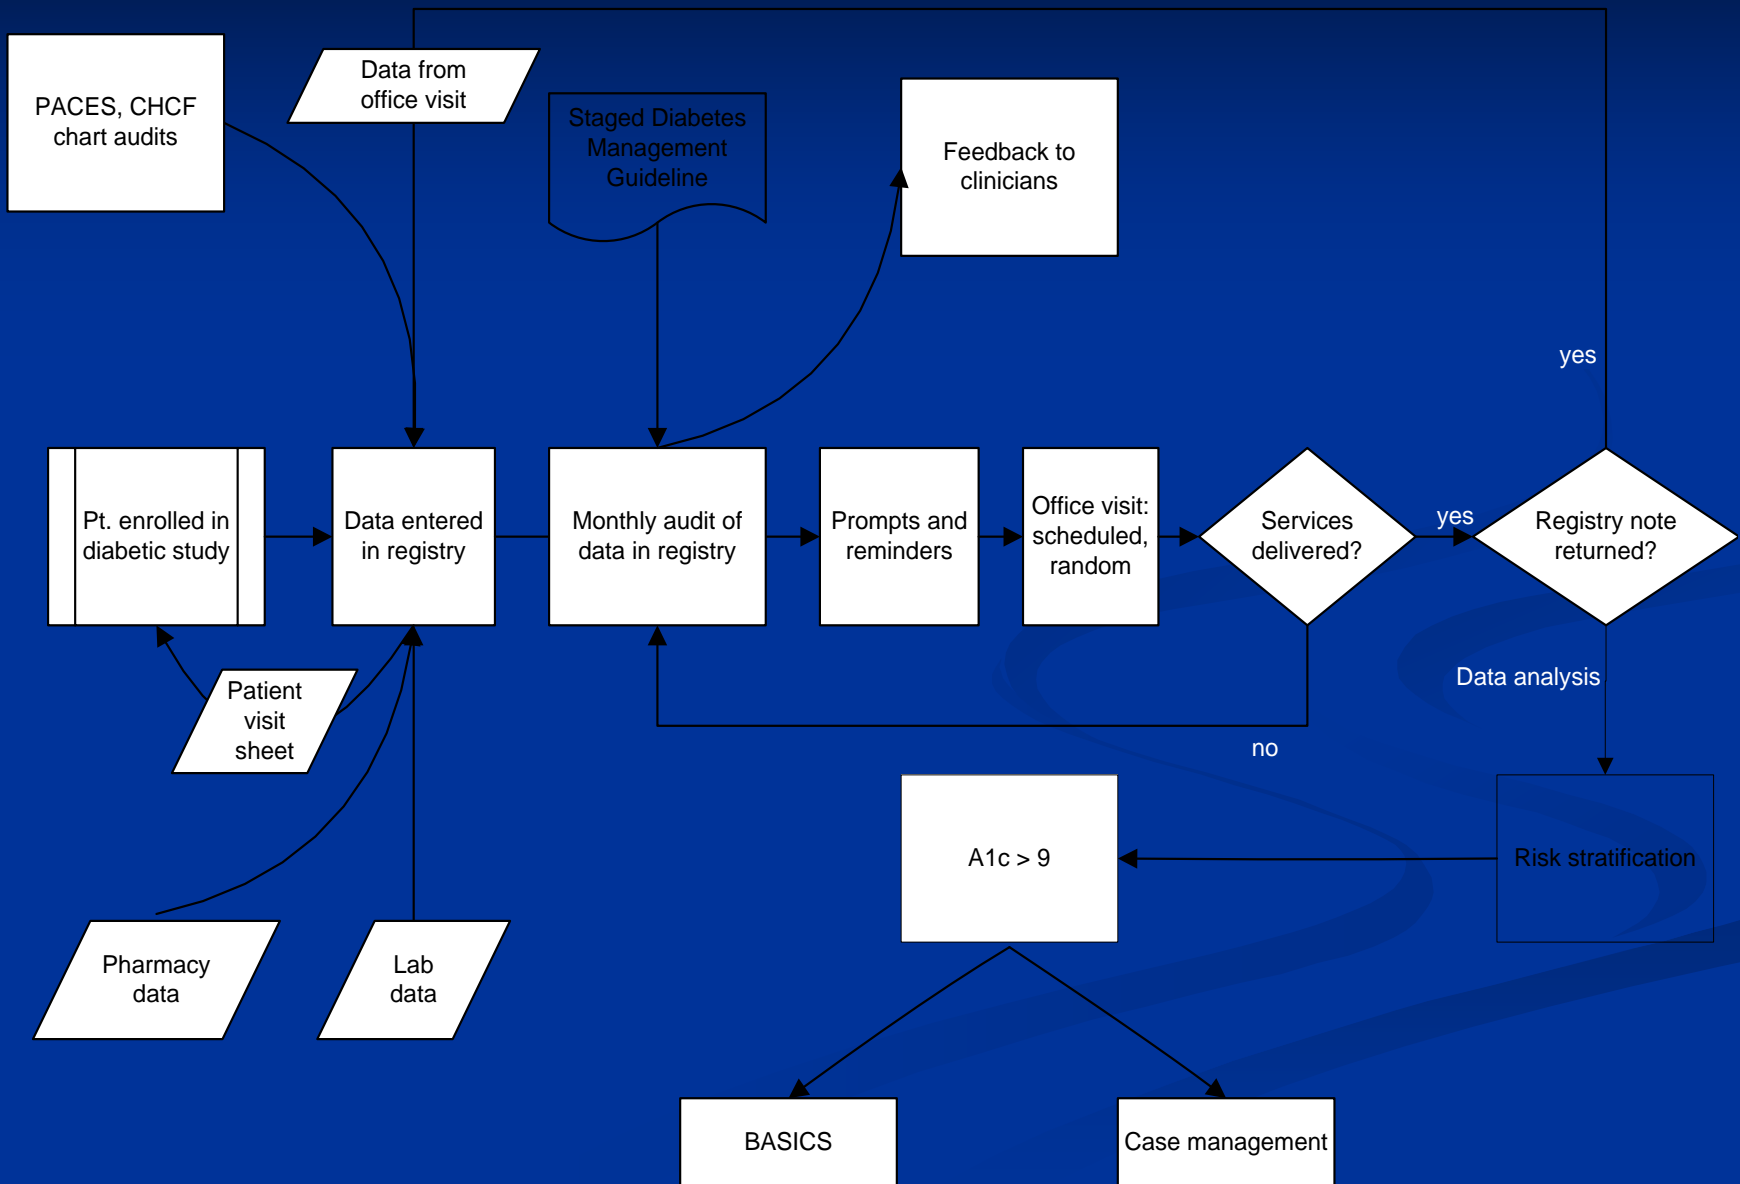 PACES, CHCF
chart audits
Data from
office visit
Staged Diabetes
Management
Guideline
Feedback to
clinicians
yes
Pt. enrolled in
diabetic study
Data entered
in registry
Monthly audit of
data in registry
Prompts and
reminders
Office visit:
scheduled,
random
Services
delivered?
yes
Registry note
returned?
Patient
visit
sheet
Data analysis
no
A1c > 9
Risk stratification
Pharmacy
data
Lab
data
BASICS
Case management